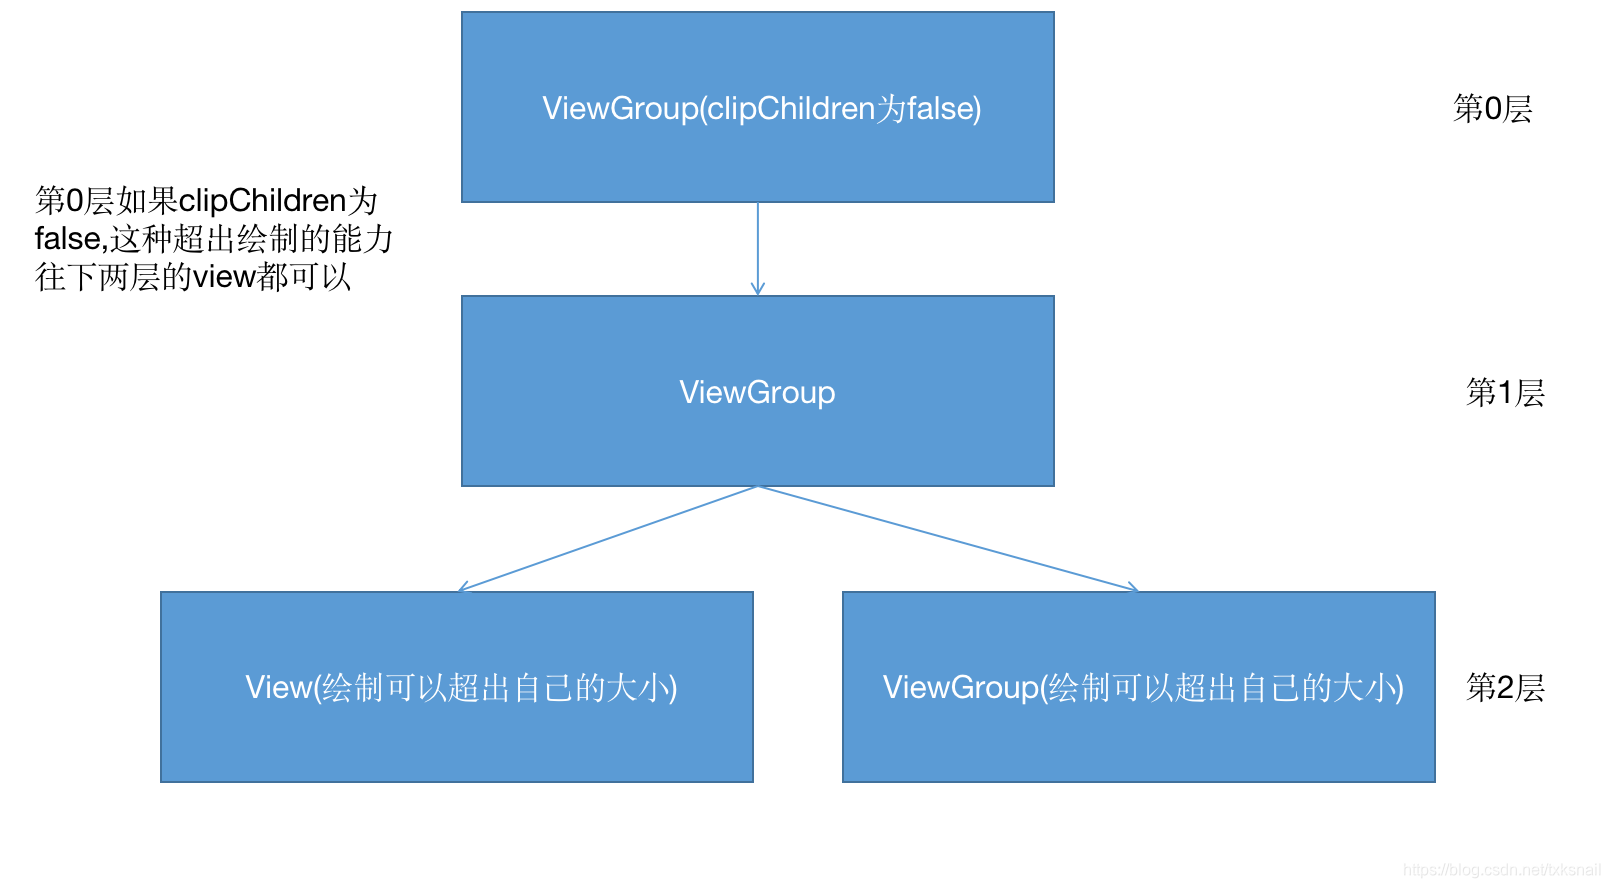 ViewGroup(clipChildren为false)
第0层
第0层如果clipChildren为
false,这种超出绘制的能力
往下两层的view都可以
ViewGroup
第1层
View(绘制可以超出自己的大小)
ViewGroup(绘制可以超出自己的大小)
第2层
https://blog.csdn.net/txksnail